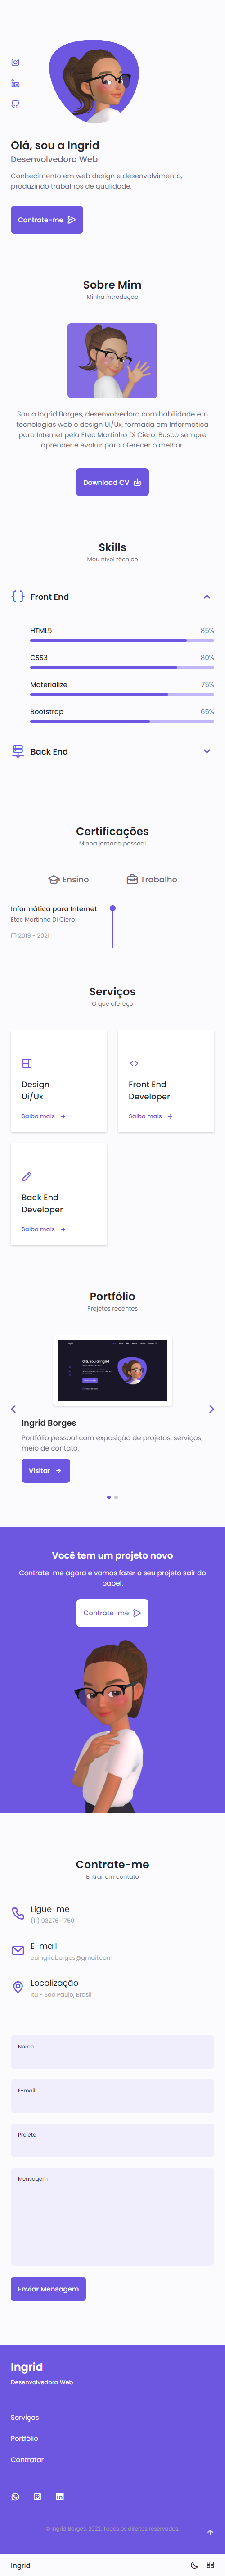 Olá, sou a Ingrid
Desenvolvedora Web
Conhecimento em web design e desenvolvimento,
produzindo trabalhos de qualidade.
Contrate-me
Sobre Mim
Minha introdução
Sou a Ingrid Borges, desenvolvedora com habilidade em
tecnologias web e design Ui/Ux, formada em Informática
para Internet pela Etec Martinho Di Ciero. Busco sempre
aprender e evoluir para oferecer o melhor.
Download CV
Skills
Meu nível técnico
Front End
HTML5 85%
CSS3 80%
Materialize 75%
Bootstrap 65%
Back End
Certificações
Minha jornada pessoal
Ensino Trabalho
Informática para Internet
Etec Martinho Di Ciero
2019 - 2021
Serviços
O que ofereço
Design
Ui/Ux
Saiba mais
Front End
Developer
Saiba mais
Back End
Developer
Saiba mais
Portfólio
Projetos recentes
Olá, sou a Ingrid
Ingrid Borges
Portfólio pessoal com exposição de projetos, serviços,
meio de contato.
Visitar
Você tem um projeto novo
Contrate-me agora e vamos fazer o seu projeto sair do
papel.
Contrate-me
Contrate-me
Entrar em contato
Ligue-me
(11) 93276-1750
E-mail
euingridborges@gmail.com
Localização
Itu - São Paulo, Brasil
Nome
E-mail
Projeto
Mensagem
Enviar Mensagem
Ingrid
Desenvolvedora Web
Serviços
Portfólio
Contratar
© Ingrid Borges, 2022. Todos os direitos reservados.
Ingrid